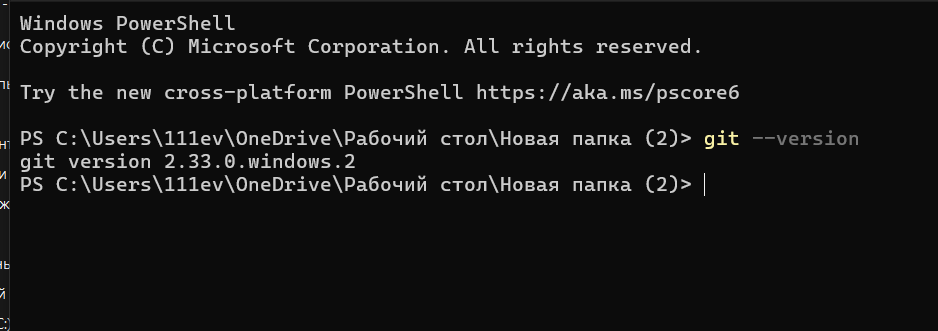 Windows PowerShell
Copyright (C) Microsoft Corporation. All rights reserved.
Try the new cross-platform PowerShell https://aka.ms/pscore6
PS C:\Users\111ev\OneDrive\Рабочий стол\Новая папка (2)> git --version
git version 2.33.0.windows.2
PS C:\Users\111ev\OneDrive\Рабочий стол\Новая папка (2)>